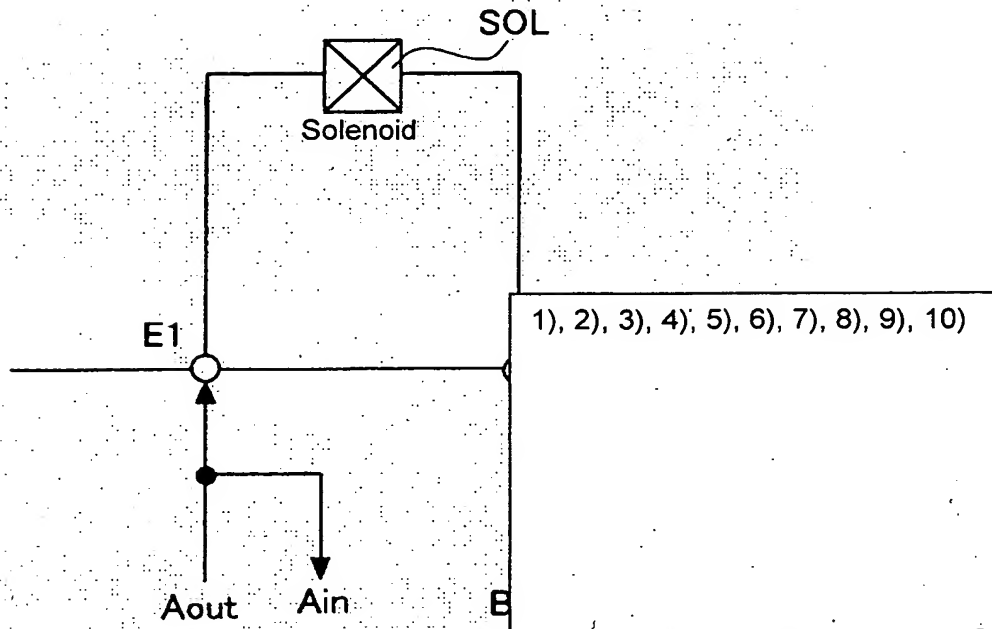 SOL
Solenoid
1), 2), 3), 4), 5), 6), 7), 8), 9), 10)
E1
Aout
Ain
B